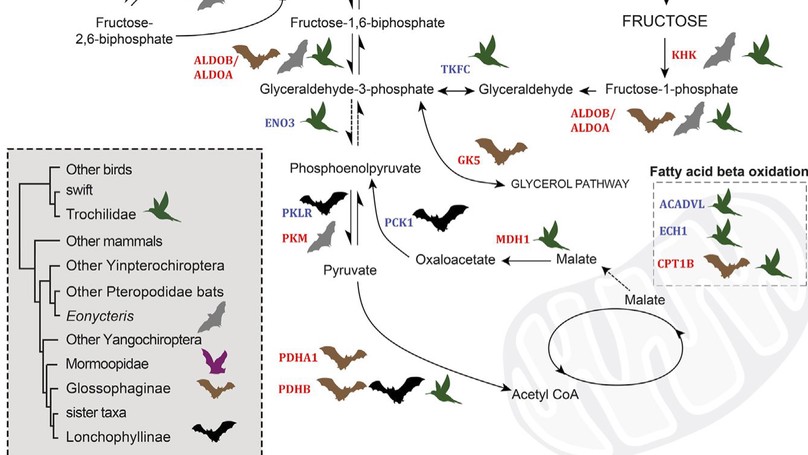 Fructose-
2,6-biphosphate
Fructose-1,6-biphosphate
FRUCTOSE
ALDOB/
ALDOA
TKFC
KHK
Glyceraldehyde-3-phosphate
Glyceraldehyde
Fructose-1-phosphate
ENO3
ALDOB/
ALDOA
GK5
Phosphoenolpyruvate
GLYCEROL PATHWAY
PKLR
PCK1
PKM
MDH1
Oxaloacetate
Malate
Pyruvate
Malate
PDHA1
PDHB
Acetyl CoA
Fatty acid beta oxidation
ACADVL
ECH1
CPT1B
Other birds
swift
Trochilidae
Other mammals
Other Yinpterochiroptera
Other Pteropodidae bats
Eonycteris
Other Yangochiroptera
Mormoopidae
Glossophaginae
sister taxa
Lonchophyllinae